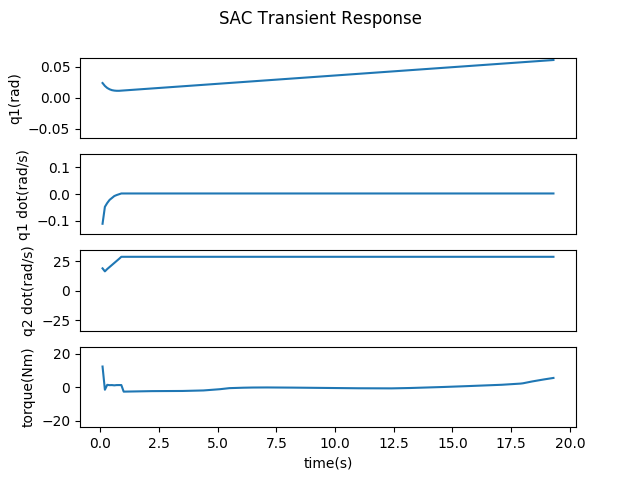 SAC Transient Response
q1(rad)
0.05
0.00
−0.05
q1 dot(rad/s)
0.1
0.0
−0.1
q2 dot(rad/s)
25
0
−25
torque(Nm)
20
0
−20
0.0 2.5 5.0 7.5 10.0 12.5 15.0 17.5 20.0
time(s)